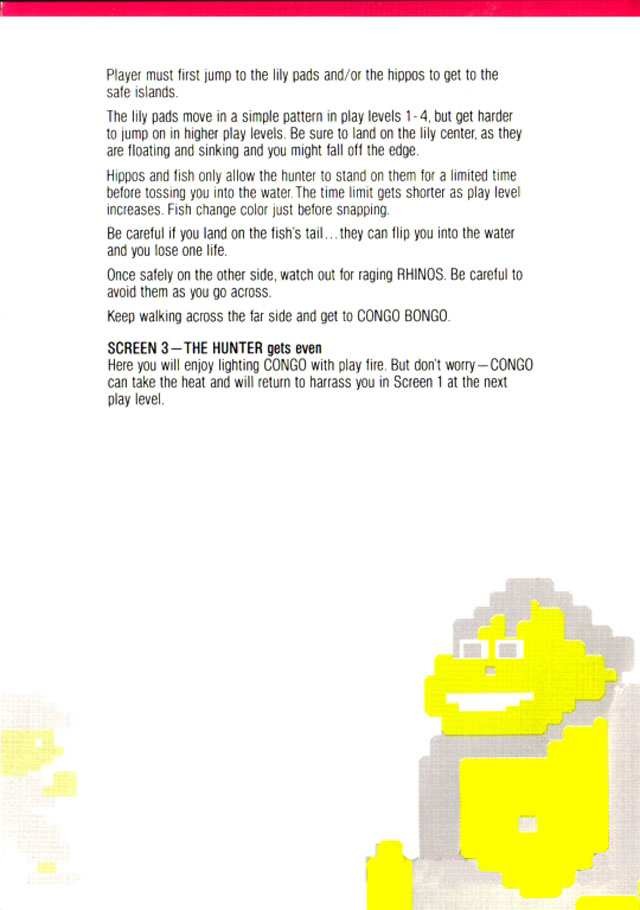 Player must first jump to the lily pads and/or the hippos to get to the
safe islands.
The lily pads move in a simple pattern in play levels 1-4, but get harder
to jump on in higher play levels. Be sure to land on the lily center, as they
are floating and sinking and you might fall off the edge.
Hippos and fish only allow the hunter to stand on them for a limited time
before tossing you into the water. The time limit gets shorter as play level
increases. Fish change color just before snapping.
Be careful if you land on the fish's tail...they can flip you into the water
and you lose one life.
Once safely on the other side, watch out for raging RHINOS. Be careful to
avoid them as you go across.
Keep walking across the far side and get to CONGO BONGO.
SCREEN 3—THE HUNTER gets even
Here you will enjoy lighting CONGO with play fire. But don't worry—CONGO
can take the heat and will return to harrass you in Screen 1 at the next
play level.